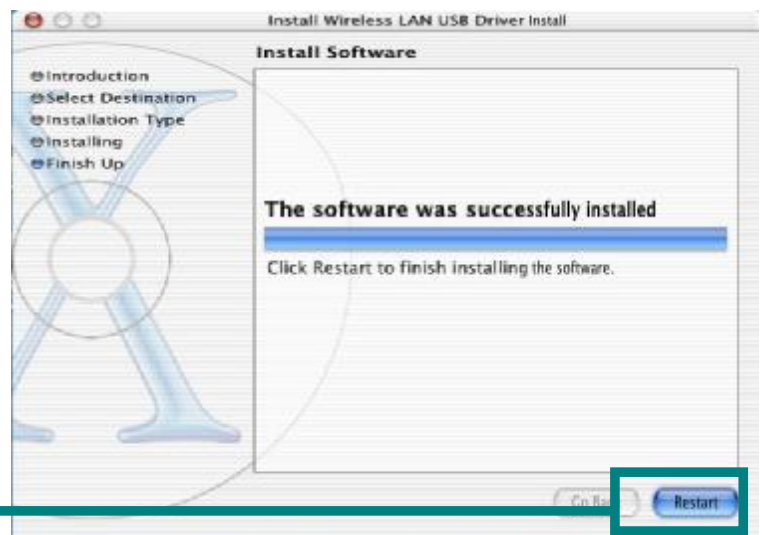 Install Wireless LAN USB Driver Install
Install Software
Introduction
Select Destination
Installation Type
Installing
Finish Up
The software was successfully installed
Click Restart to finish installing the software.
Go
Restart